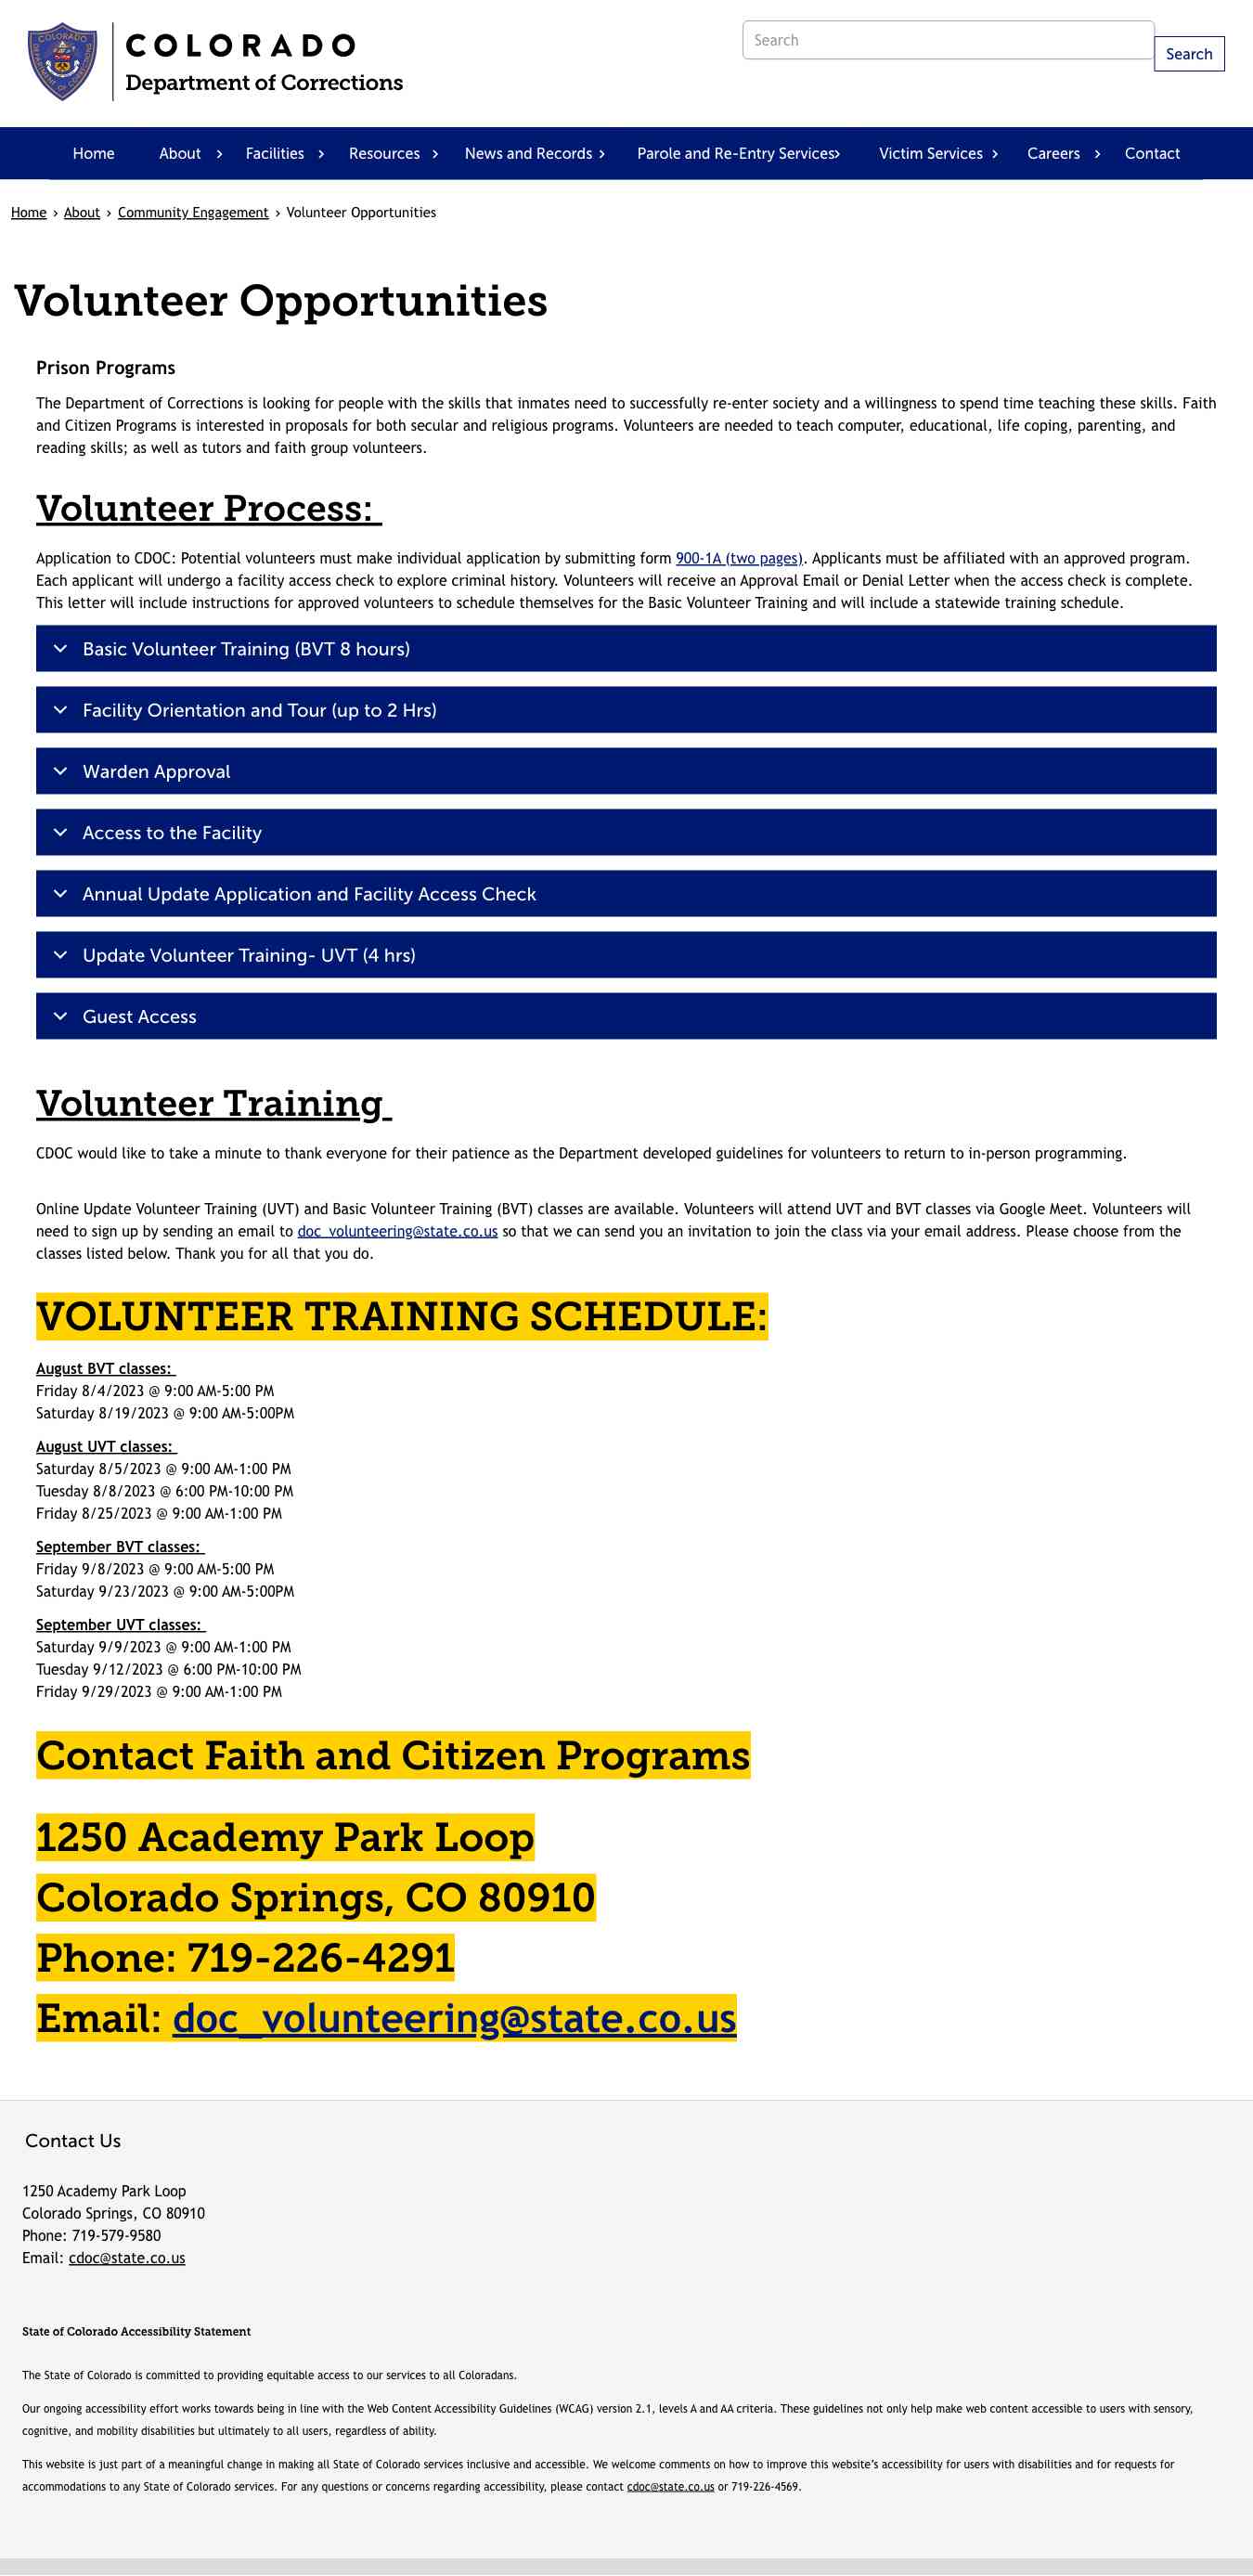 COLORADO
Department of Corrections
Search
Search
Home About Facilities Resources News and Records Parole and Re-Entry Services Victim Services Careers Contact
Home › About › Community Engagement › Volunteer Opportunities
Volunteer Opportunities
Prison Programs
The Department of Corrections is looking for people with the skills that inmates need to successfully re-enter society and a willingness to spend time teaching these skills. Faith
and Citizen Programs is interested in proposals for both secular and religious programs. Volunteers are needed to teach computer, educational, life coping, parenting, and
reading skills; as well as tutors and faith group volunteers.
Volunteer Process:
Application to CDOC: Potential volunteers must make individual application by submitting form 900-1A (two pages). Applicants must be affiliated with an approved program.
Each applicant will undergo a facility access check to explore criminal history. Volunteers will receive an Approval Email or Denial Letter when the access check is complete.
This letter will include instructions for approved volunteers to schedule themselves for the Basic Volunteer Training and will include a statewide training schedule.
Basic Volunteer Training (BVT 8 hours)
Facility Orientation and Tour (up to 2 Hrs)
Warden Approval
Access to the Facility
Annual Update Application and Facility Access Check
Update Volunteer Training- UVT (4 hrs)
Guest Access
Volunteer Training
CDOC would like to take a minute to thank everyone for their patience as the Department developed guidelines for volunteers to return to in-person programming.
Online Update Volunteer Training (UVT) and Basic Volunteer Training (BVT) classes are available. Volunteers will attend UVT and BVT classes via Google Meet. Volunteers will
need to sign up by sending an email to doc_volunteering@state.co.us so that we can send you an invitation to join the class via your email address. Please choose from the
classes listed below. Thank you for all that you do.
VOLUNTEER TRAINING SCHEDULE:
August BVT classes:
Friday 8/4/2023 @ 9:00 AM-5:00 PM
Saturday 8/19/2023 @ 9:00 AM-5:00PM
August UVT classes:
Saturday 8/5/2023 @ 9:00 AM-1:00 PM
Tuesday 8/8/2023 @ 6:00 PM-10:00 PM
Friday 8/25/2023 @ 9:00 AM-1:00 PM
September BVT classes:
Friday 9/8/2023 @ 9:00 AM-5:00 PM
Saturday 9/23/2023 @ 9:00 AM-5:00PM
September UVT classes:
Saturday 9/9/2023 @ 9:00 AM-1:00 PM
Tuesday 9/12/2023 @ 6:00 PM-10:00 PM
Friday 9/29/2023 @ 9:00 AM-1:00 PM
Contact Faith and Citizen Programs
1250 Academy Park Loop
Colorado Springs, CO 80910
Phone: 719-226-4291
Email: doc_volunteering@state.co.us
Contact Us
1250 Academy Park Loop
Colorado Springs, CO 80910
Phone: 719-579-9580
Email: cdoc@state.co.us
State of Colorado Accessibility Statement
The State of Colorado is committed to providing equitable access to our services to all Coloradans.
Our ongoing accessibility effort works towards being in line with the Web Content Accessibility Guidelines (WCAG) version 2.1, levels A and AA criteria. These guidelines not only help make web content accessible to users with sensory,
cognitive, and mobility disabilities but ultimately to all users, regardless of ability.
This website is just part of a meaningful change in making all State of Colorado services inclusive and accessible. We welcome comments on how to improve this website's accessibility for users with disabilities and for requests for
accommodations to any State of Colorado services. For any questions or concerns regarding accessibility, please contact cdoc@state.co.us or 719-226-4569.